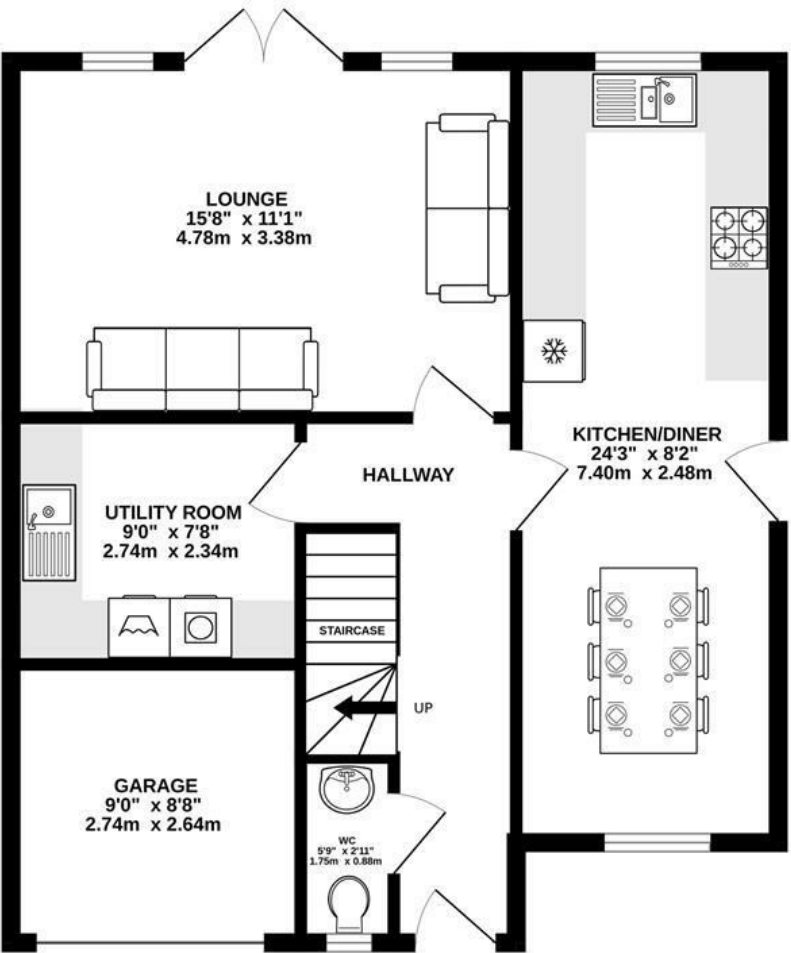 LOUNGE
15'8" x 11'1"
4.78m x 3.38m
KITCHEN/DINER
24'3" x 8'2"
7.40m x 2.48m
HALLWAY
UTILITY ROOM
9'0" x 7'8"
2.74m x 2.34m
STAIRCASE
UP
GARAGE
9'0" x 8'8"
2.74m x 2.64m
WC
5'9" x 2'11"
1.75m x 0.88m